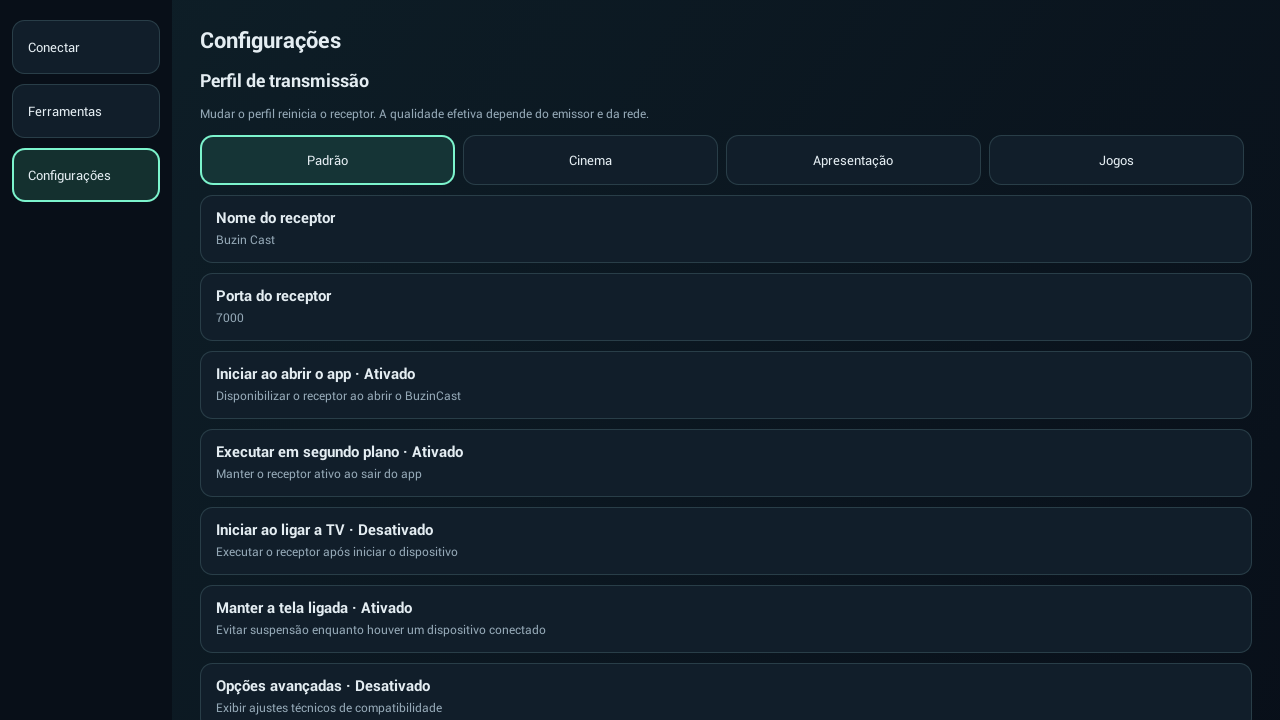 Conectar
Ferramentas
Configurações
Configurações
Perfil de transmissão
Mudar o perfil reinicia o receptor. A qualidade efetiva depende do emissor e da rede.
Padrão
Cinema
Apresentação
Jogos
Nome do receptor
Buzin Cast
Porta do receptor
7000
Iniciar ao abrir o app · Ativado
Disponibilizar o receptor ao abrir o BuzinCast
Executar em segundo plano · Ativado
Manter o receptor ativo ao sair do app
Iniciar ao ligar a TV · Desativado
Executar o receptor após iniciar o dispositivo
Manter a tela ligada · Ativado
Evitar suspensão enquanto houver um dispositivo conectado
Opções avançadas · Desativado
Exibir ajustes técnicos de compatibilidade